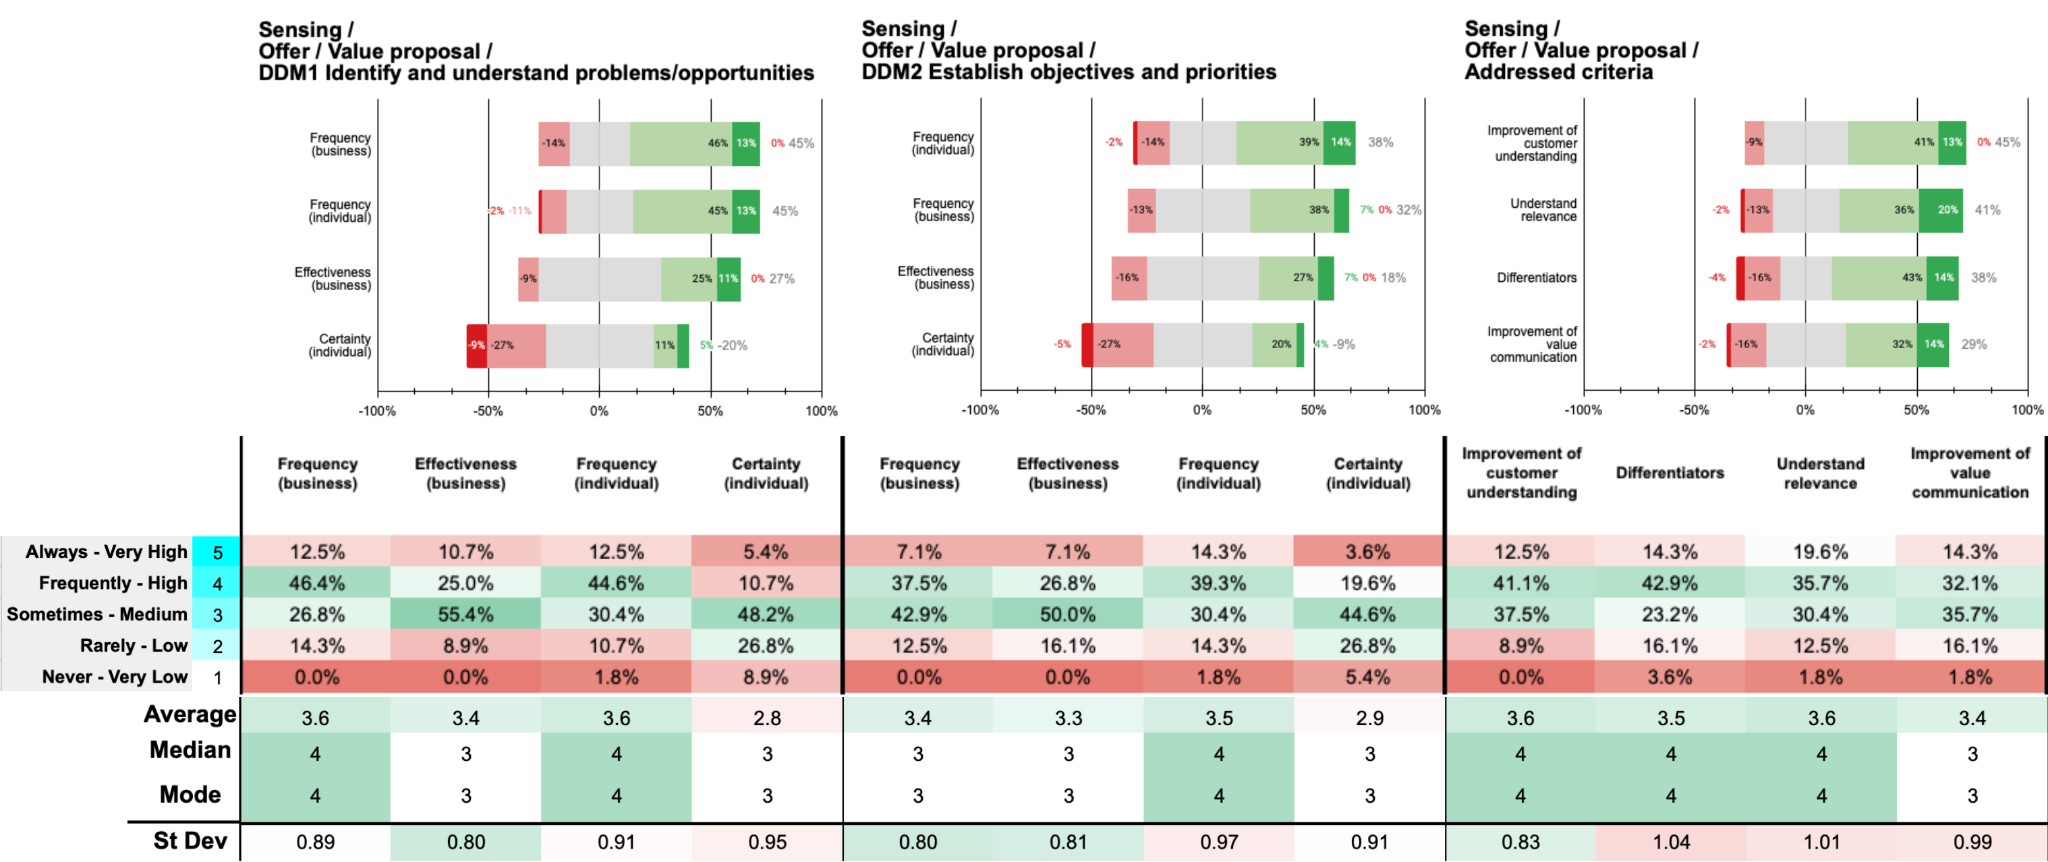 Sensing /
Offer / Value proposal /
DDM1 Identify and understand problems/opportunities
Frequency
(business)
-14% 46% 13% 0% 45%
Frequency
(individual)
-2% -11% 45% 13% 45%
Effectiveness
(business)
-9% 25% 11% 0% 27%
Certainty
(individual)
-9% -27% 11% 5% -20%
-100% -50% 0% 50% 100%
Sensing /
Offer / Value proposal /
DDM2 Establish objectives and priorities
Frequency
(individual)
-2% -14% 39% 14% 38%
Frequency
(business)
-13% 38% 7% 0% 32%
Effectiveness
(business)
-16% 27% 7% 0% 18%
Certainty
(individual)
-5% -27% 20% 4% -9%
-100% -50% 0% 50% 100%
Sensing /
Offer / Value proposal /
Addressed criteria
Improvement of
customer
understanding
-9% 41% 13% 0% 45%
Understand
relevance
-2% -13% 36% 20% 41%
Differentiators
-4% -16% 43% 14% 38%
Improvement of
value
communication
-2% -16% 32% 14% 29%
-100% -50% 0% 50% 100%
Frequency
(business)
Effectiveness
(business)
Frequency
(individual)
Certainty
(individual)
Frequency
(business)
Effectiveness
(business)
Frequency
(individual)
Certainty
(individual)
Improvement of
customer
understanding
Differentiators
Understand
relevance
Improvement of
value
communication
Always - Very High 5 12.5% 10.7% 12.5% 5.4% 7.1% 7.1% 14.3% 3.6% 12.5% 14.3% 19.6% 14.3%
Frequently - High 4 46.4% 25.0% 44.6% 10.7% 37.5% 26.8% 39.3% 19.6% 41.1% 42.9% 35.7% 32.1%
Sometimes - Medium 3 26.8% 55.4% 30.4% 48.2% 42.9% 50.0% 30.4% 44.6% 37.5% 23.2% 30.4% 35.7%
Rarely - Low 2 14.3% 8.9% 10.7% 26.8% 12.5% 16.1% 14.3% 26.8% 8.9% 16.1% 12.5% 16.1%
Never - Very Low 1 0.0% 0.0% 1.8% 8.9% 0.0% 0.0% 1.8% 5.4% 0.0% 3.6% 1.8% 1.8%
Average 3.6 3.4 3.6 2.8 3.4 3.3 3.5 2.9 3.6 3.5 3.6 3.4
Median 4 3 4 3 3 3 4 3 4 4 4 3
Mode 4 3 4 3 3 3 4 3 4 4 4 3
St Dev 0.89 0.80 0.91 0.95 0.80 0.81 0.97 0.91 0.83 1.04 1.01 0.99